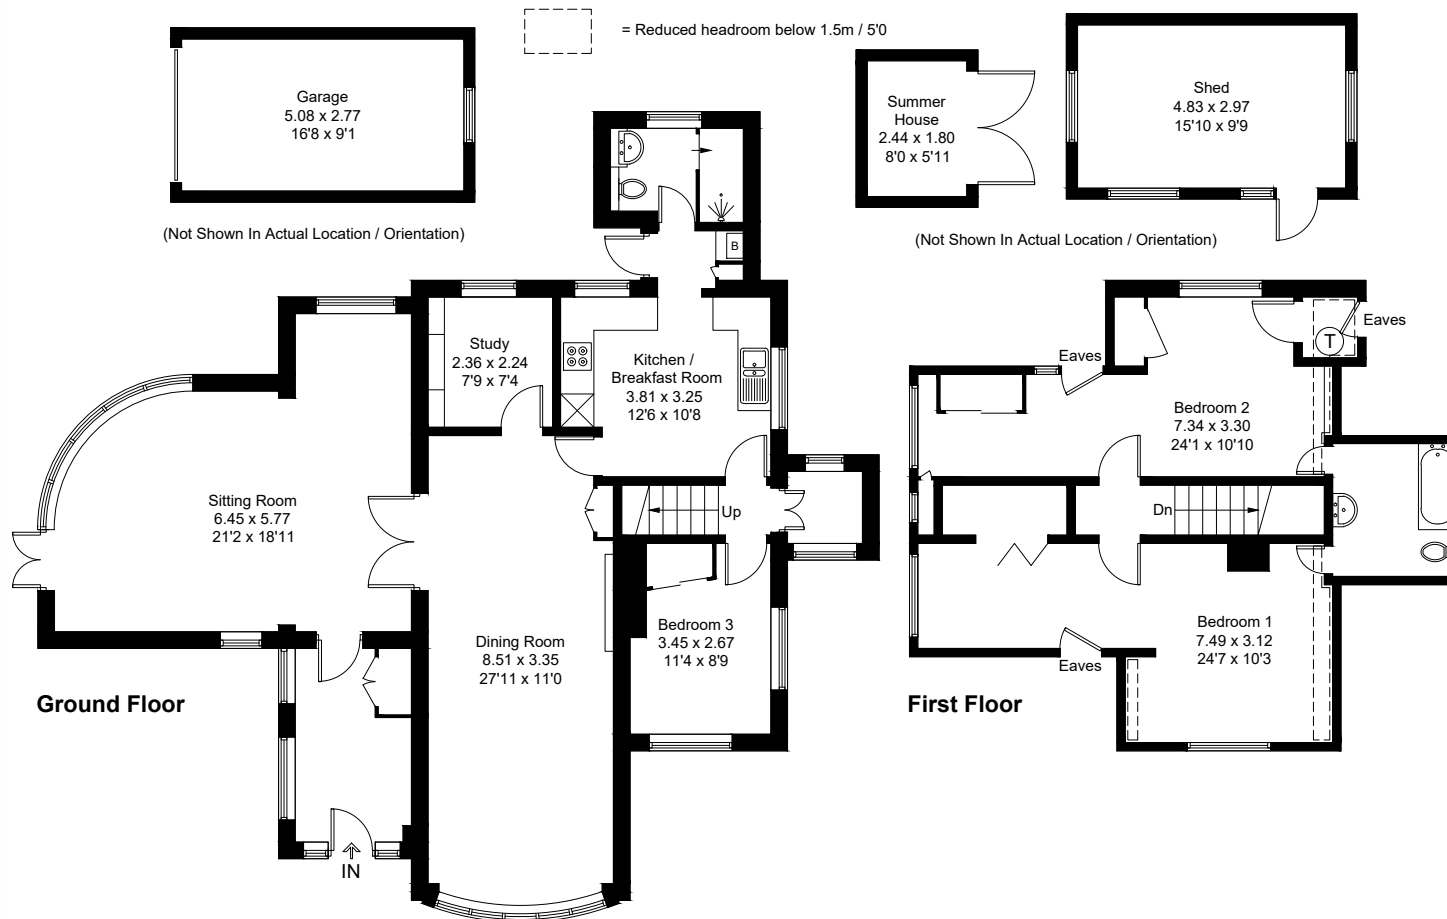 = Reduced headroom below 1.5m / 5'0
Garage
5.08 x 2.77
16'8 x 9'1
(Not Shown In Actual Location / Orientation)
Summer
House
2.44 x 1.80
8'0 x 5'11
Shed
4.83 x 2.97
15'10 x 9'9
(Not Shown In Actual Location / Orientation)
B
Study
2.36 x 2.24
7'9 x 7'4
Kitchen /
Breakfast Room
3.81 x 3.25
12'6 x 10'8
Sitting Room
6.45 x 5.77
21'2 x 18'11
Up
Dining Room
8.51 x 3.35
27'11 x 11'0
Bedroom 3
3.45 x 2.67
11'4 x 8'9
Ground Floor
IN
Eaves
T
Eaves
Bedroom 2
7.34 x 3.30
24'1 x 10'10
Dn
Bedroom 1
7.49 x 3.12
24'7 x 10'3
Eaves
First Floor